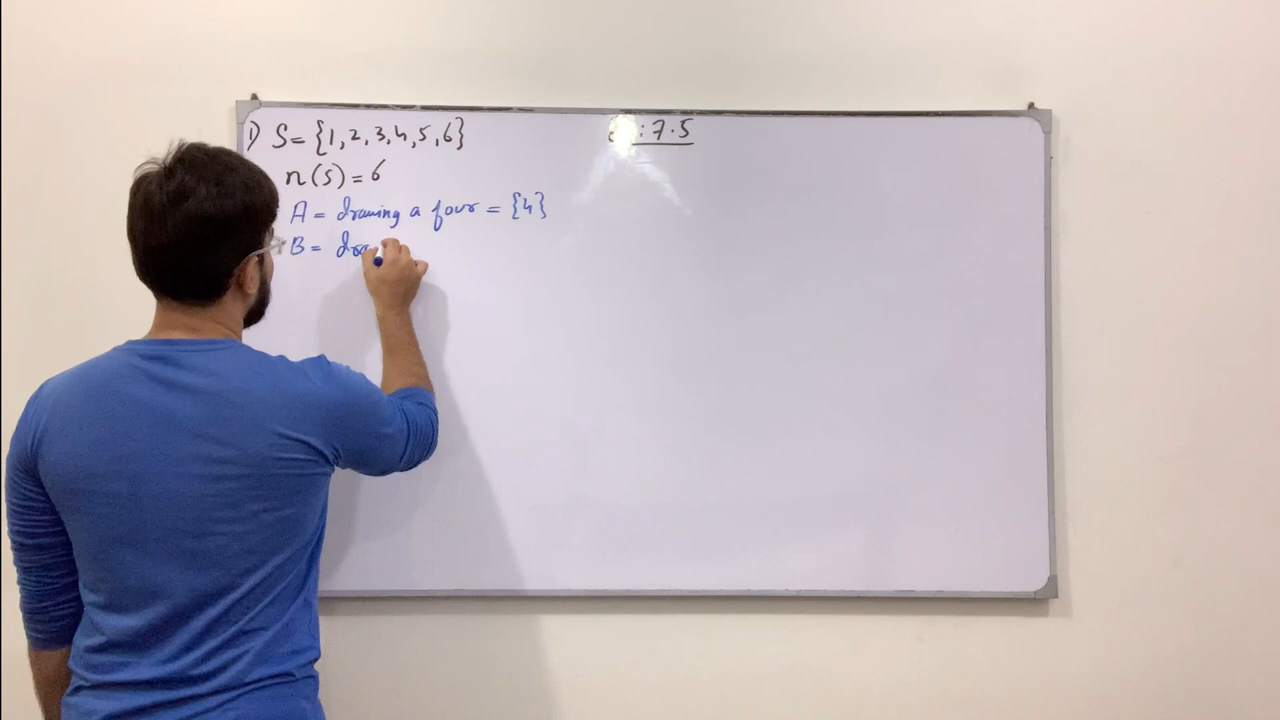 1) S = {1, 2, 3, 4, 5, 6}
: 7.5
n(S) = 6
A = drawing a four = {4}
B =